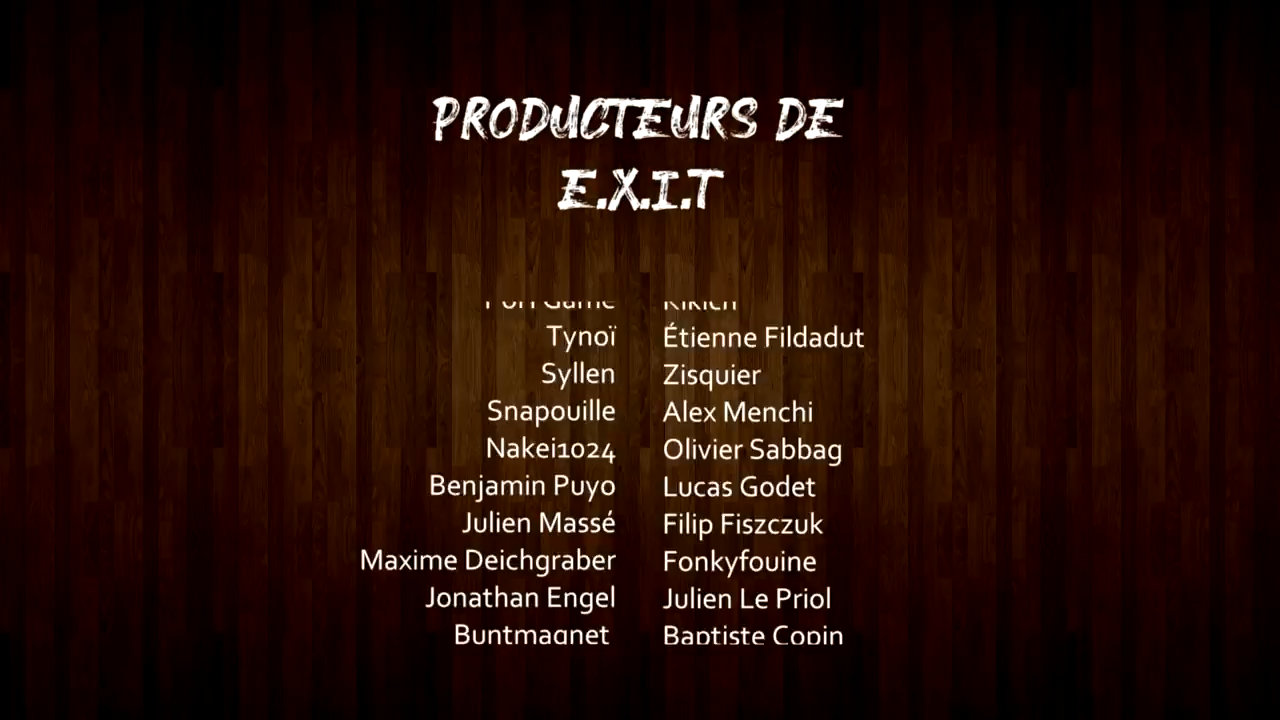 PRODUCTEURS DE
E.X.I.T
Tynoï Étienne Fildadut
Syllen Zisquier
Snapouille Alex Menchi
Nakei1024 Olivier Sabbag
Benjamin Puyo Lucas Godet
Julien Massé Filip Fiszczuk
Maxime Deichgraber Fonkyfouine
Jonathan Engel Julien Le Priol
Buntmagnet Baptiste Copin